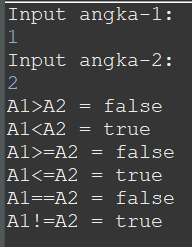 Input angka-1:
1
Input angka-2:
2
A1>A2 = false
A1<A2 = true
A1>=A2 = false
A1<=A2 = true
A1==A2 = false
A1!=A2 = true